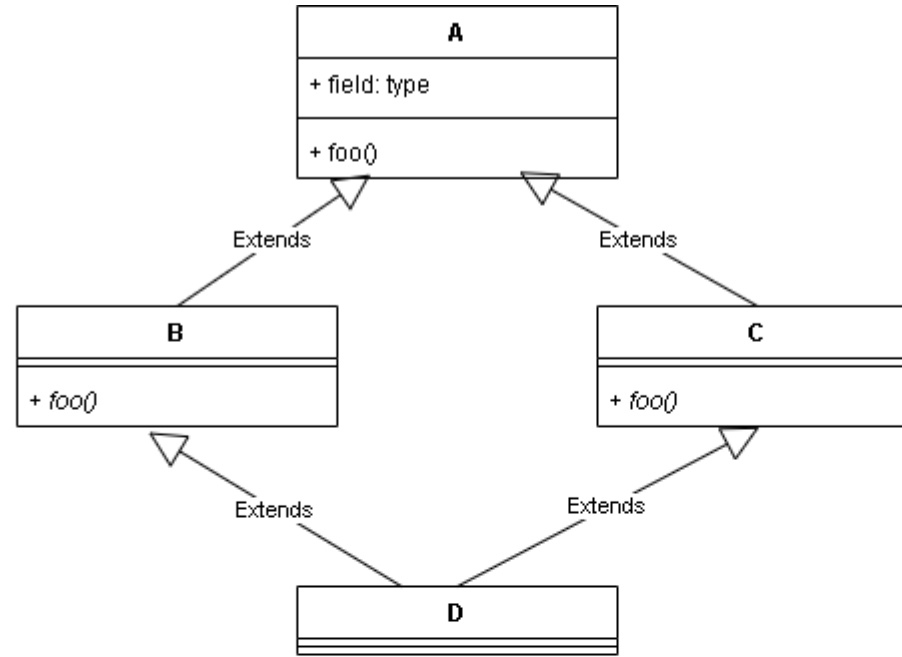 A
+ field: type
+ foo()
Extends
Extends
B
C
+ foo()
+ foo()
Extends
Extends
D